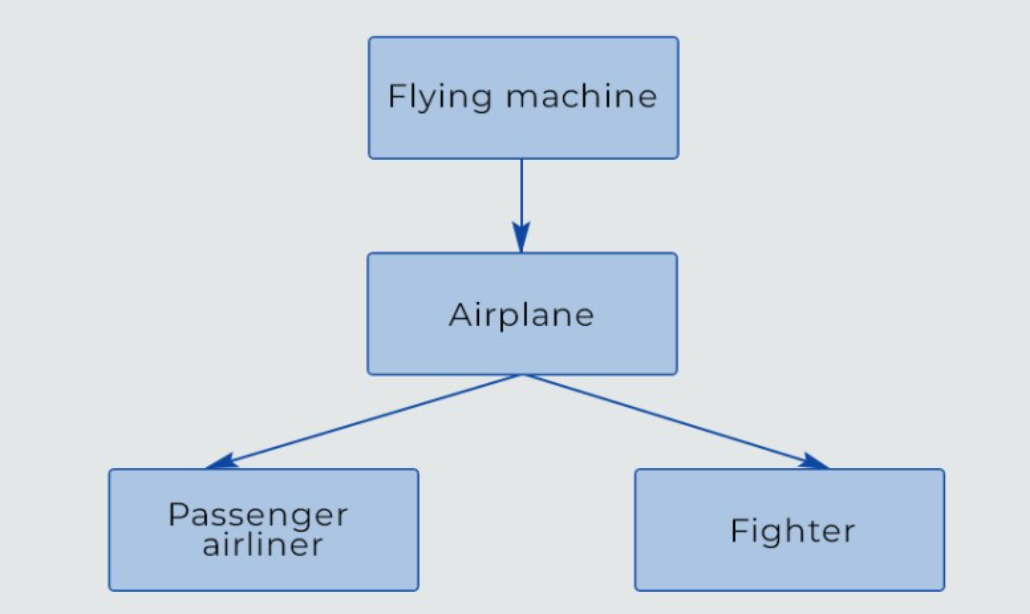 Flying machine
Airplane
Passenger
airliner
Fighter